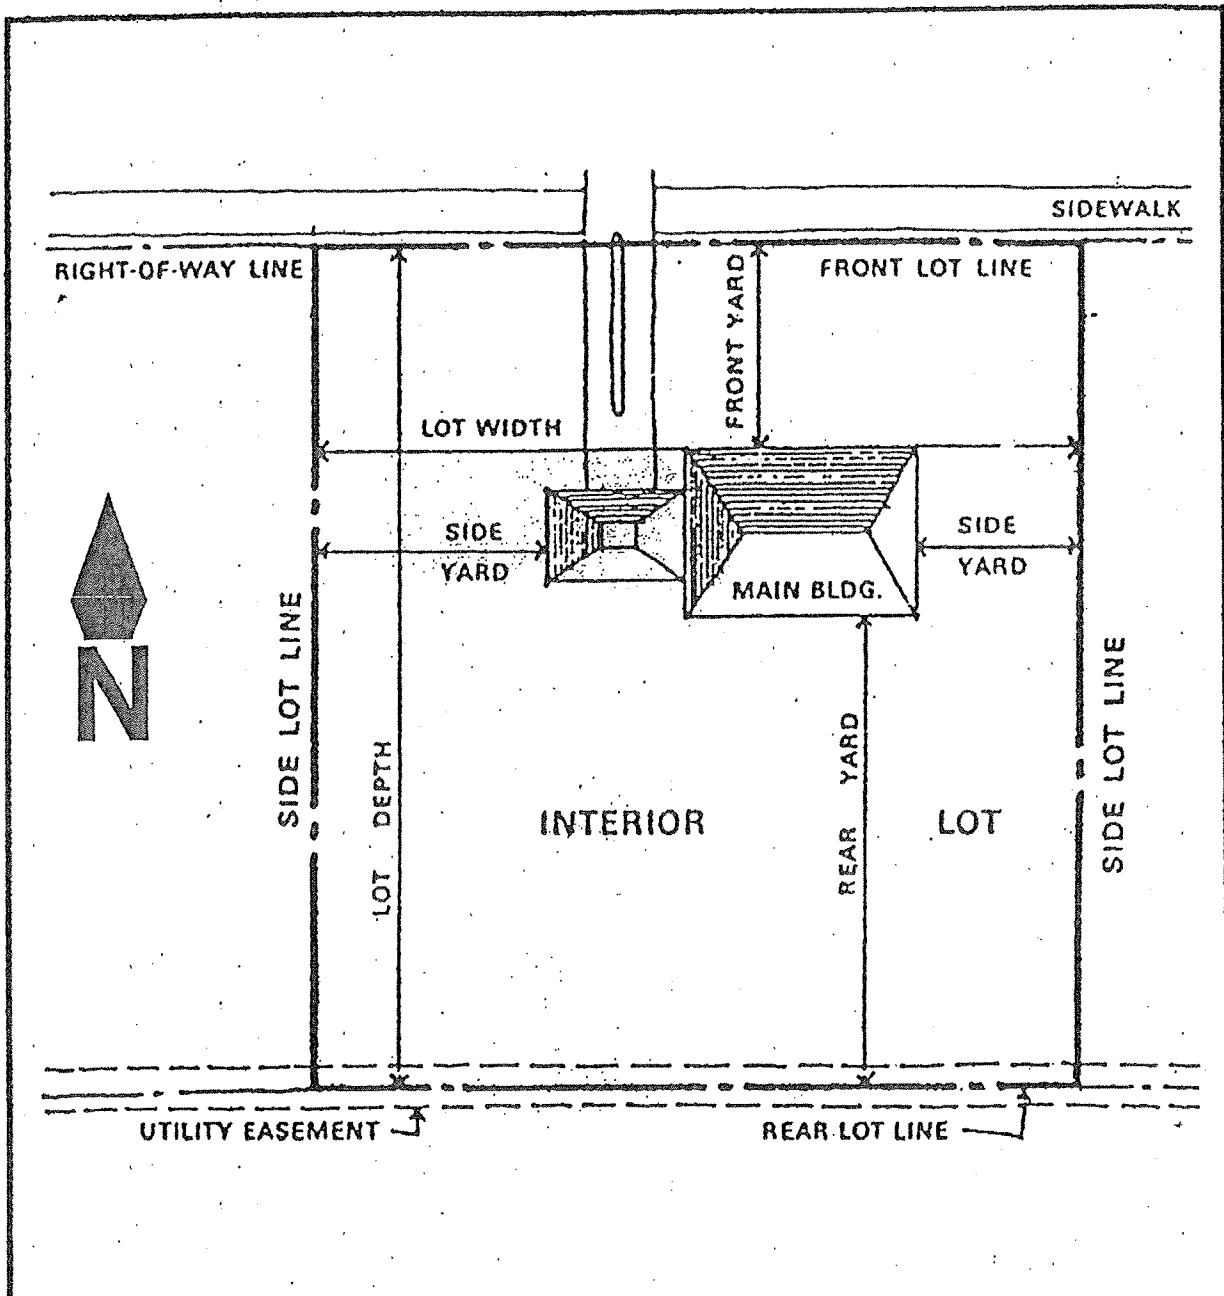 SIDEWALK
RIGHT-OF-WAY LINE
FRONT LOT LINE
FRONT YARD
LOT WIDTH
SIDE
YARD
SIDE
YARD
MAIN BLDG.
N
SIDE LOT LINE
LOT DEPTH
INTERIOR LOT
REAR YARD
SIDE LOT LINE
UTILITY EASEMENT
REAR LOT LINE